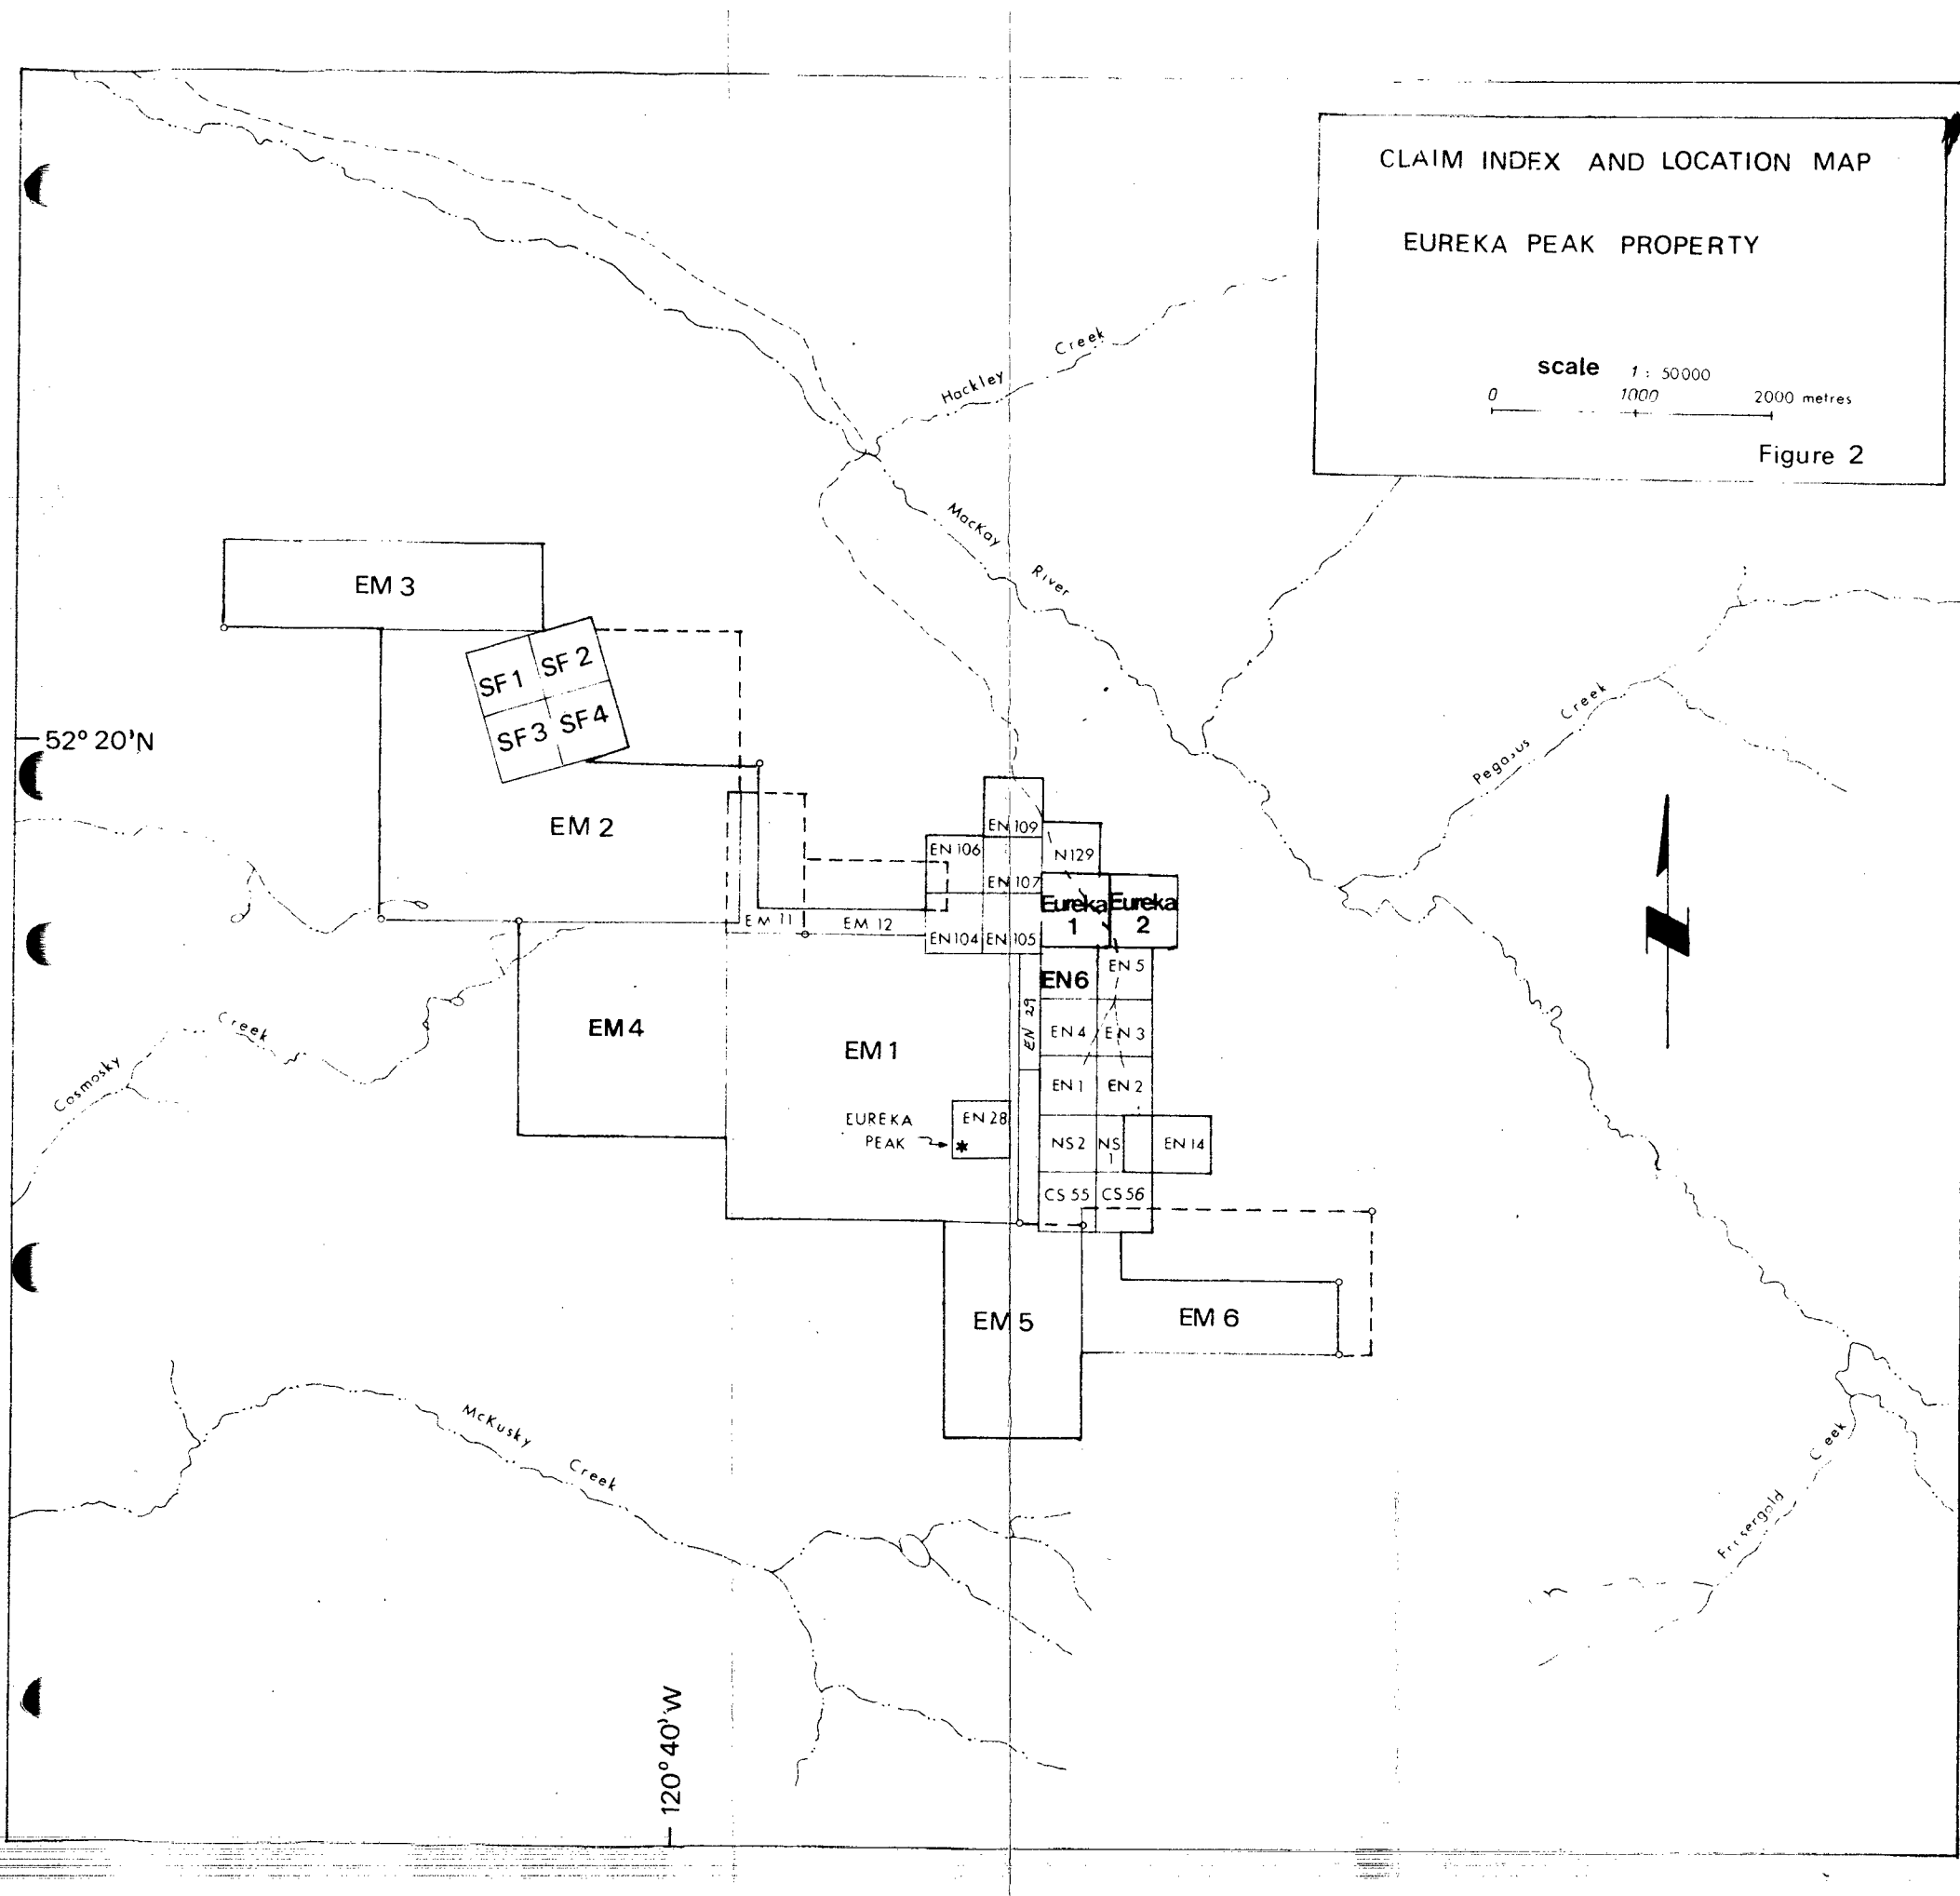 CLAIM INDEX AND LOCATION MAP
EUREKA PEAK PROPERTY
scale 1 : 50000
0 1000 2000 metres
Figure 2
Hackley Creek
MacKay River
Pegasus Creek
EM 3
SF 1 SF 2
SF 3 SF 4
52° 20' N
EM 2
EN 109
EN 106
N 129
EN 107
Eureka 1
Eureka 2
EM 11
EM 12
EN 104
EN 105
EN 5
EN 6
EN 29
EN 4
EN 3
EM 4
EM 1
Cosmosky Creek
EN 1
EN 2
EN 28
EUREKA PEAK
*
NS 2
NS 1
EN 14
CS 55
CS 56
EM 5
EM 6
McKusky Creek
120° 40' W